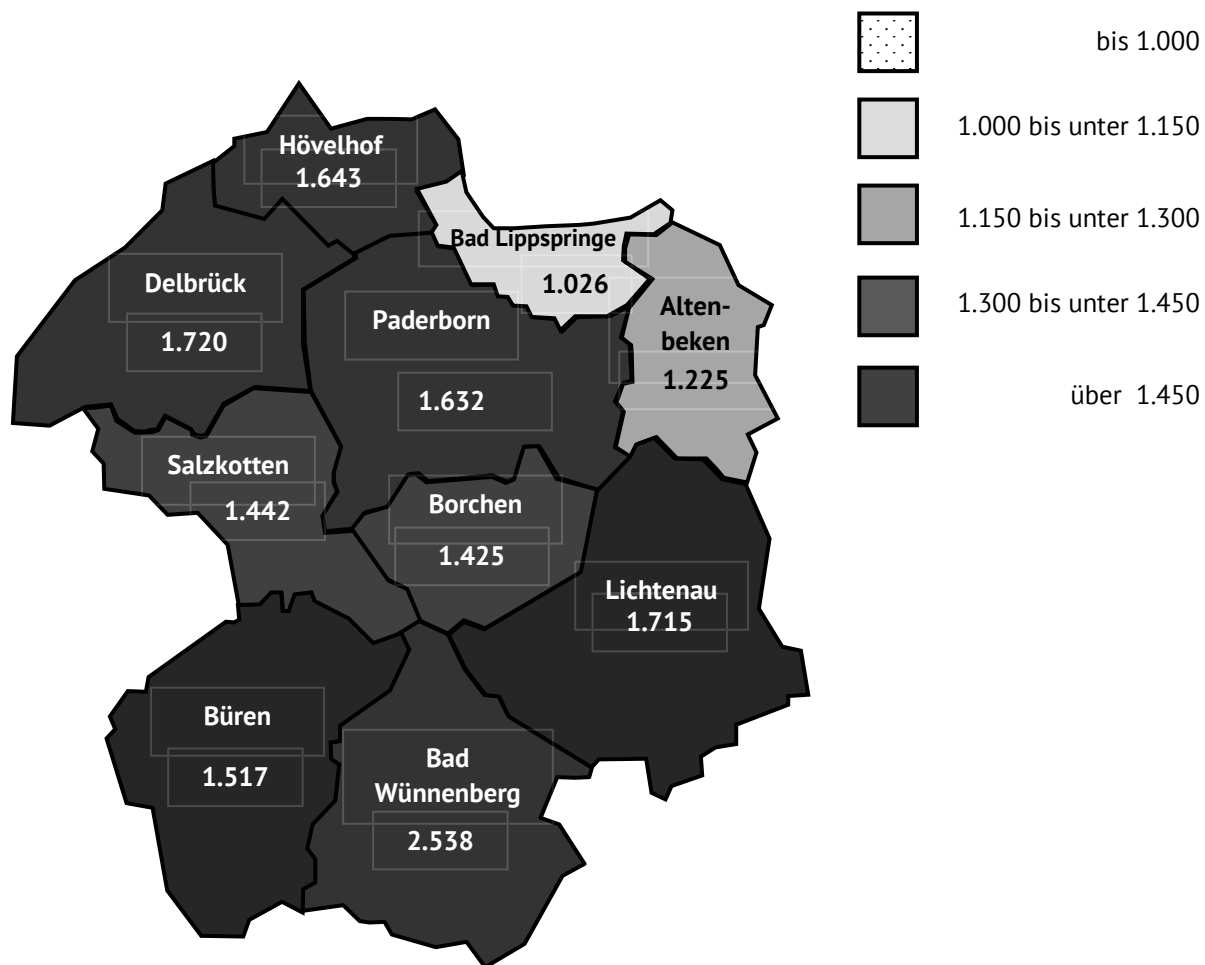 bis 1.000
1.000 bis unter 1.150
1.150 bis unter 1.300
1.300 bis unter 1.450
über 1.450
Hövelhof
1.643
Bad Lippspringe
1.026
Delbrück
1.720
Paderborn
1.632
Alten-
beken
1.225
Salzkotten
1.442
Borchen
1.425
Lichtenau
1.715
Büren
1.517
Bad
Wünnenberg
2.538